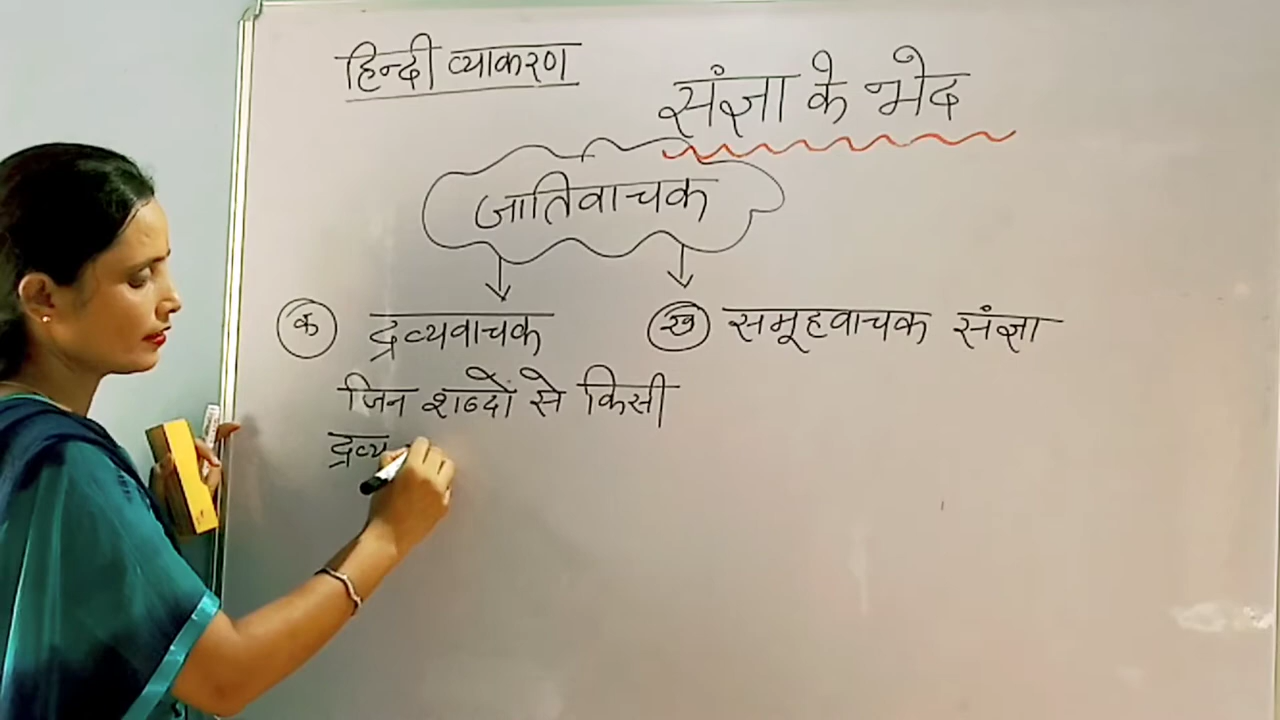 हिन्दी व्याकरण
संज्ञा के भेद
जातिवाचक
क द्रव्यवाचक
ख समूहवाचक संज्ञा
जिन शब्दों से किसी
द्रव्य